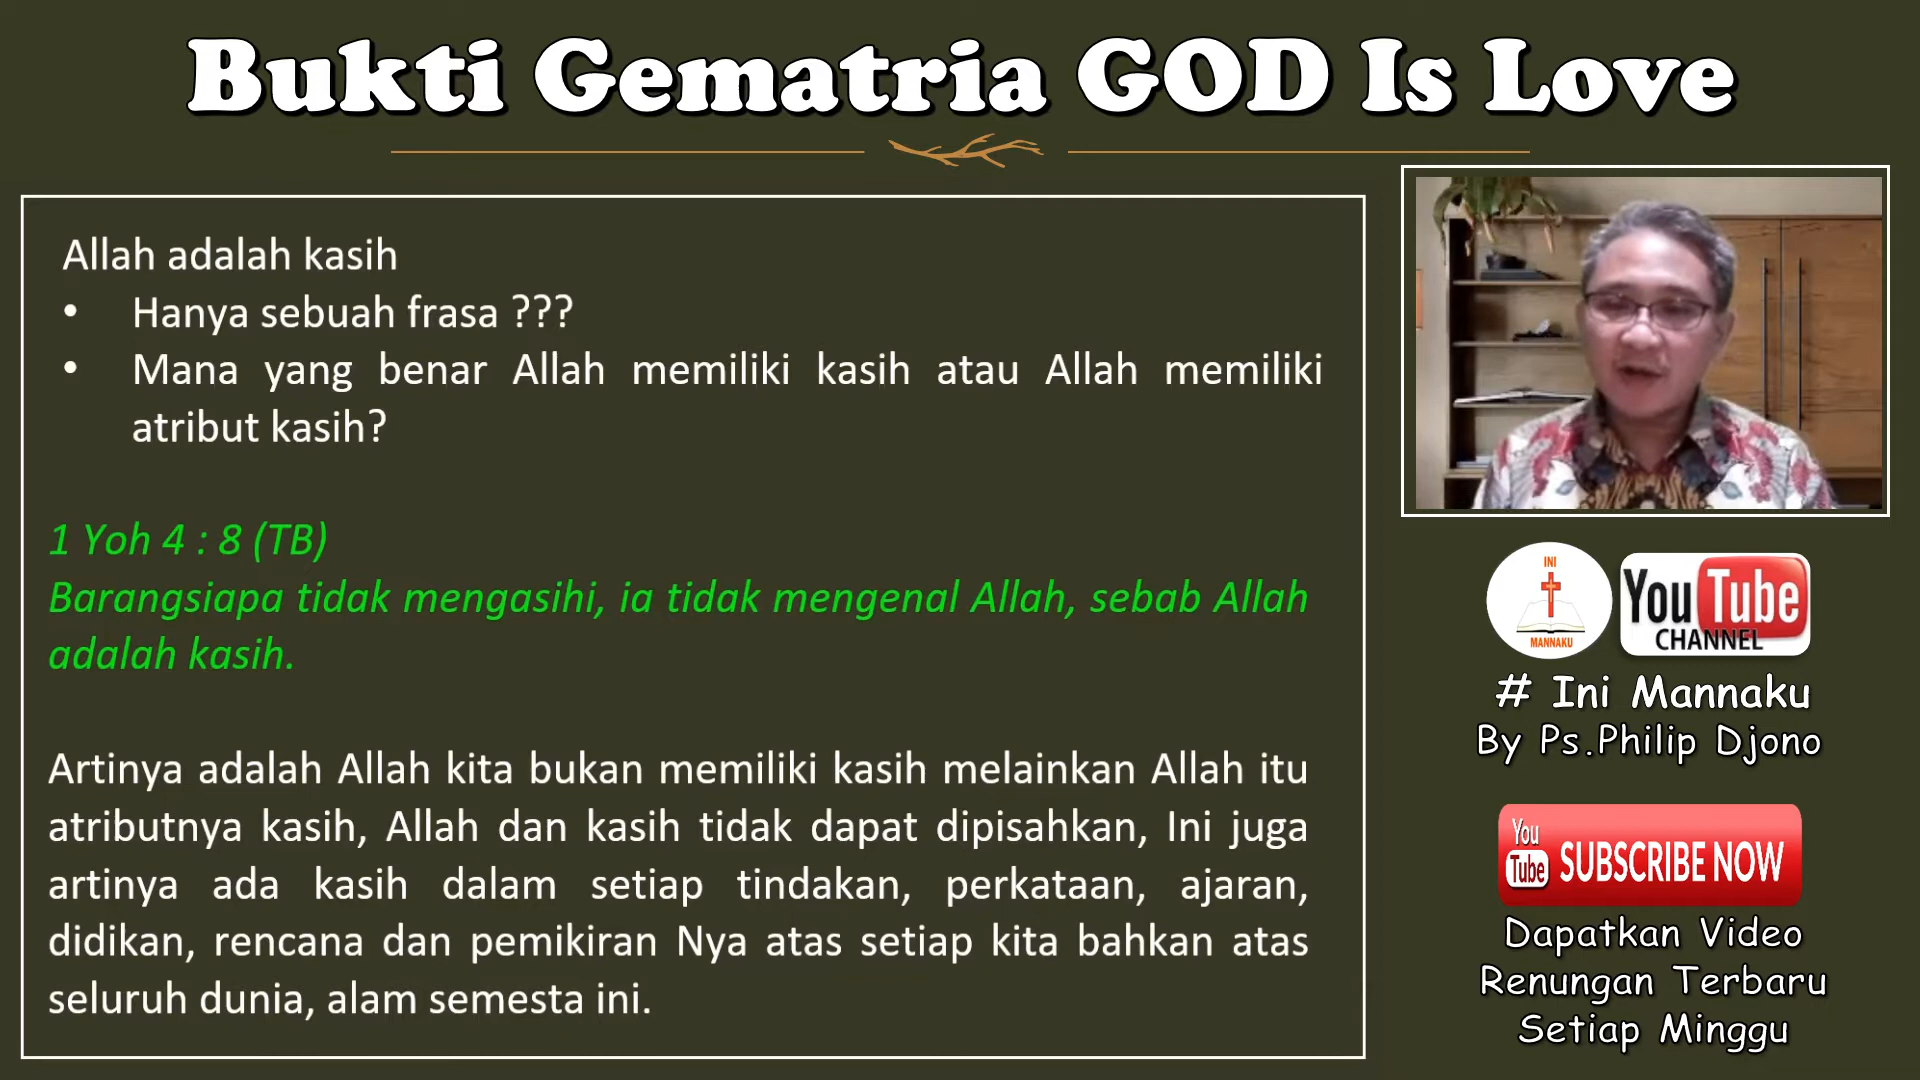 Bukti Gematria GOD Is Love
Allah adalah kasih
• Hanya sebuah frasa ???
• Mana yang benar Allah memiliki kasih atau Allah memiliki
atribut kasih?
1 Yoh 4 : 8 (TB)
Barangsiapa tidak mengasihi, ia tidak mengenal Allah, sebab Allah
adalah kasih.
Artinya adalah Allah kita bukan memiliki kasih melainkan Allah itu
atributnya kasih, Allah dan kasih tidak dapat dipisahkan, Ini juga
artinya ada kasih dalam setiap tindakan, perkataan, ajaran,
didikan, rencana dan pemikiran Nya atas setiap kita bahkan atas
seluruh dunia, alam semesta ini.
INI
MANNAKU
YouTube
CHANNEL
# Ini Mannaku
By Ps.Philip Djono
You
Tube
SUBSCRIBE NOW
Dapatkan Video
Renungan Terbaru
Setiap Minggu